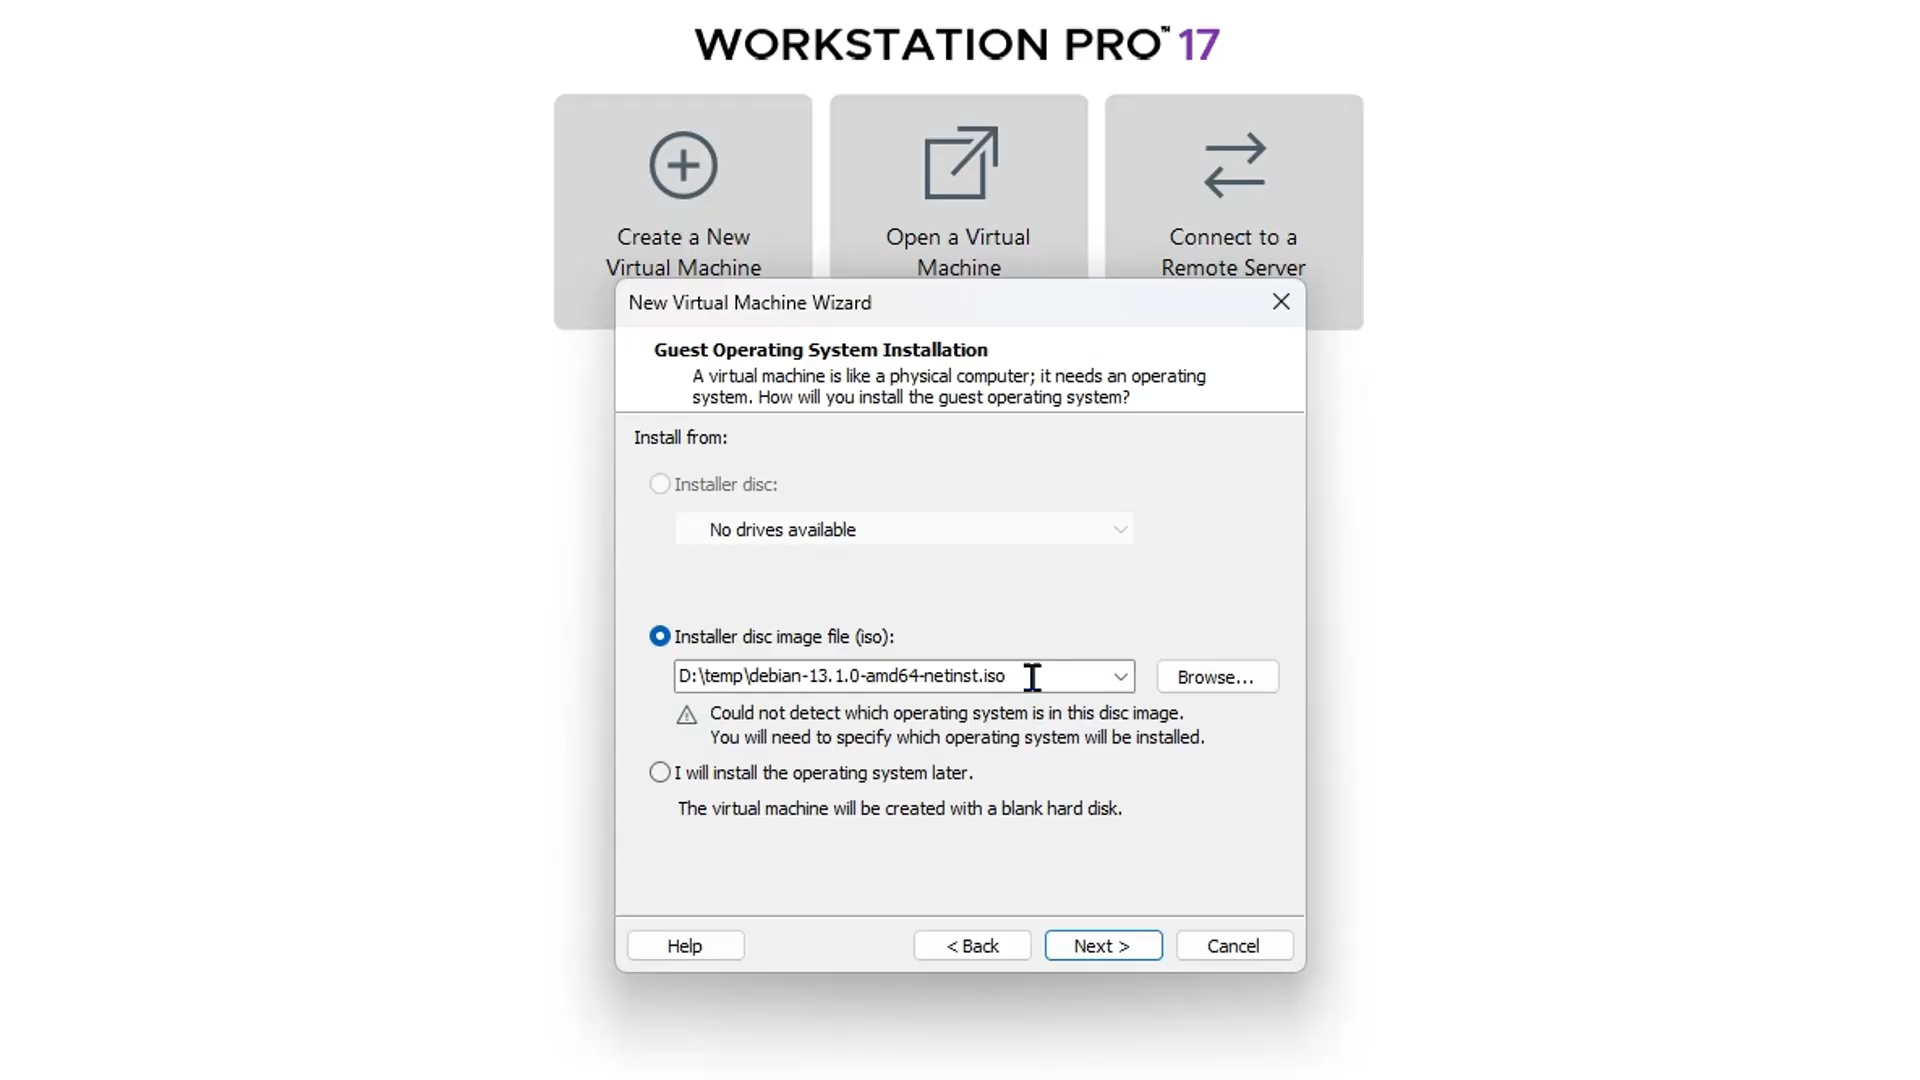 WORKSTATION PRO™ 17
Create a New
Virtual Machine
Open a Virtual
Machine
Connect to a
Remote Server
New Virtual Machine Wizard
Guest Operating System Installation
A virtual machine is like a physical computer; it needs an operating
system. How will you install the guest operating system?
Install from:
Installer disc:
No drives available
Installer disc image file (iso):
D:\temp\debian-13.1.0-amd64-netinst.iso
Browse...
Could not detect which operating system is in this disc image.
You will need to specify which operating system will be installed.
I will install the operating system later.
The virtual machine will be created with a blank hard disk.
Help
< Back
Next >
Cancel